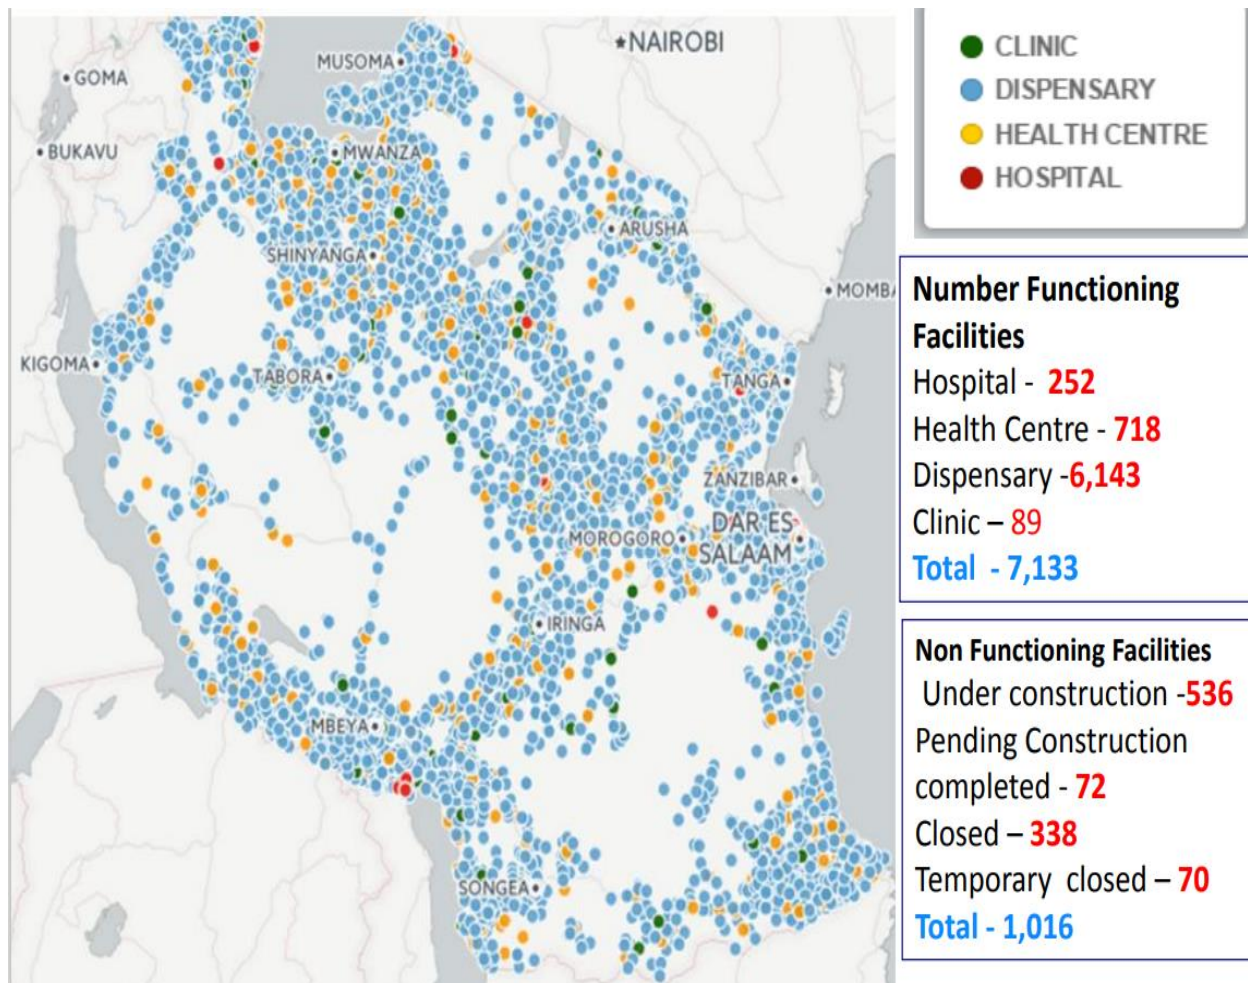 NAIROBI
MUSOMA
GOMA
BUKAVU
MWANZA
ARUSHA
SHINYANGA
MOMBA
KIGOMA
TABORA
TANGA
ZANZIBAR
DAR ES
SALAAM
MOROGORO
IRINGA
MBEYA
SONGEA
CLINIC
DISPENSARY
HEALTH CENTRE
HOSPITAL
Number Functioning
Facilities
Hospital - 252
Health Centre - 718
Dispensary -6,143
Clinic – 89
Total - 7,133
Non Functioning Facilities
Under construction -536
Pending Construction
completed - 72
Closed – 338
Temporary closed – 70
Total - 1,016